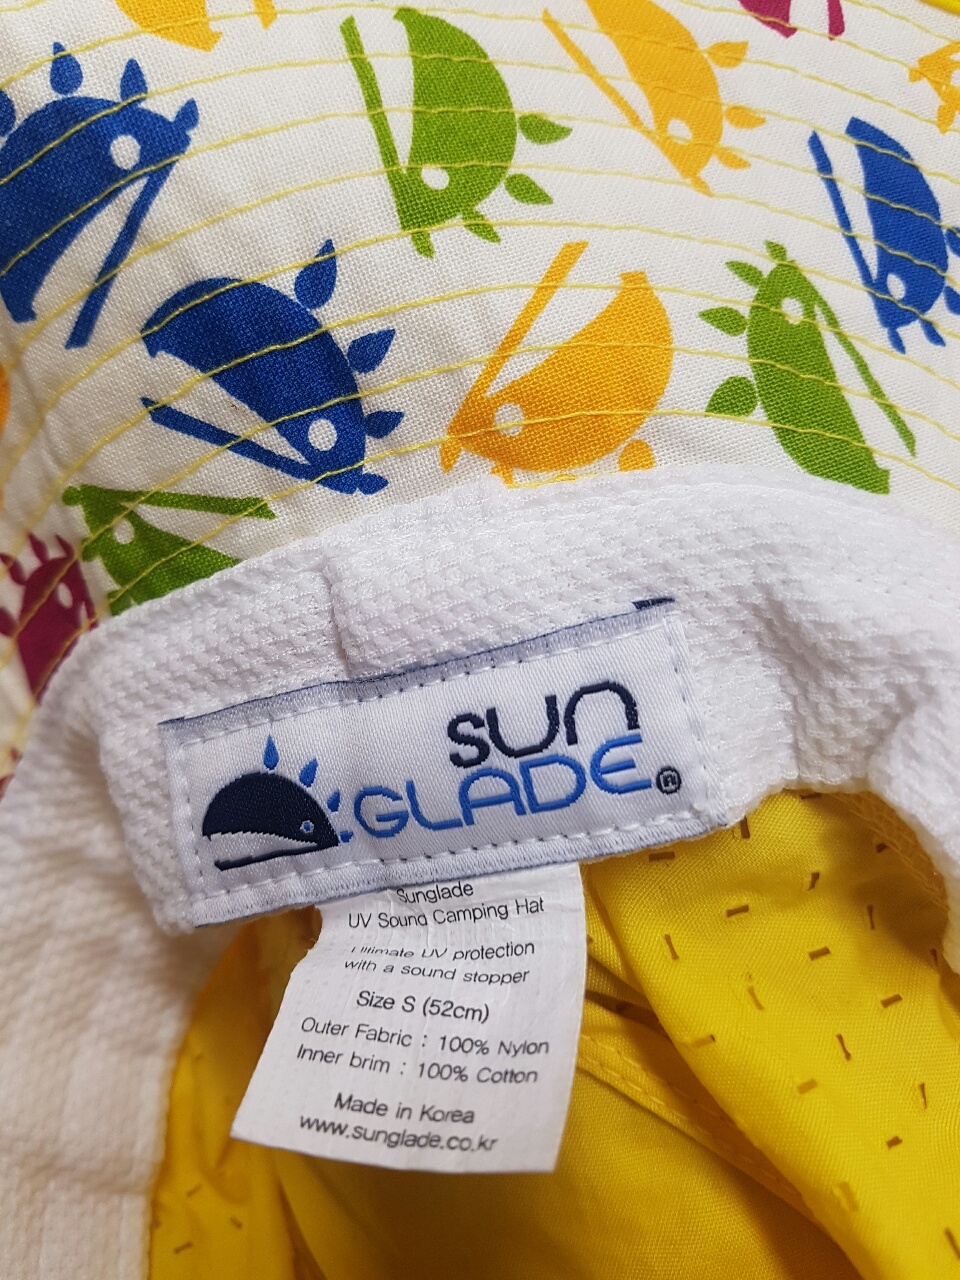 SUN
GLADE®
Sunglade
UV Sound Camping Hat
Ultimate UV protection
with a sound stopper
Size S (52cm)
Outer Fabric : 100% Nylon
Inner brim : 100% Cotton
Made in Korea
www.sunglade.co.kr